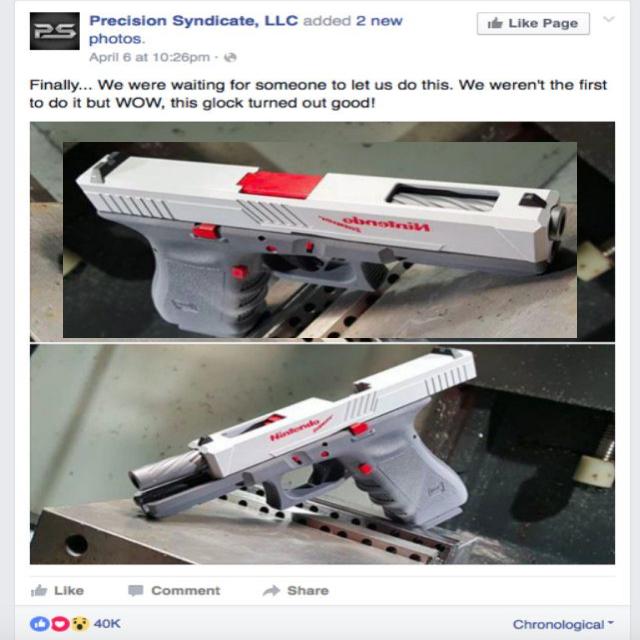 PS
Precision Syndicate, LLC added 2 new
photos.
Like Page
April 6 at 10:26pm ·
Finally... We were waiting for someone to let us do this. We weren't the first
to do it but WOW, this glock turned out good!
Nintendo
Nintendo
Like
Comment
Share
40K
Chronological